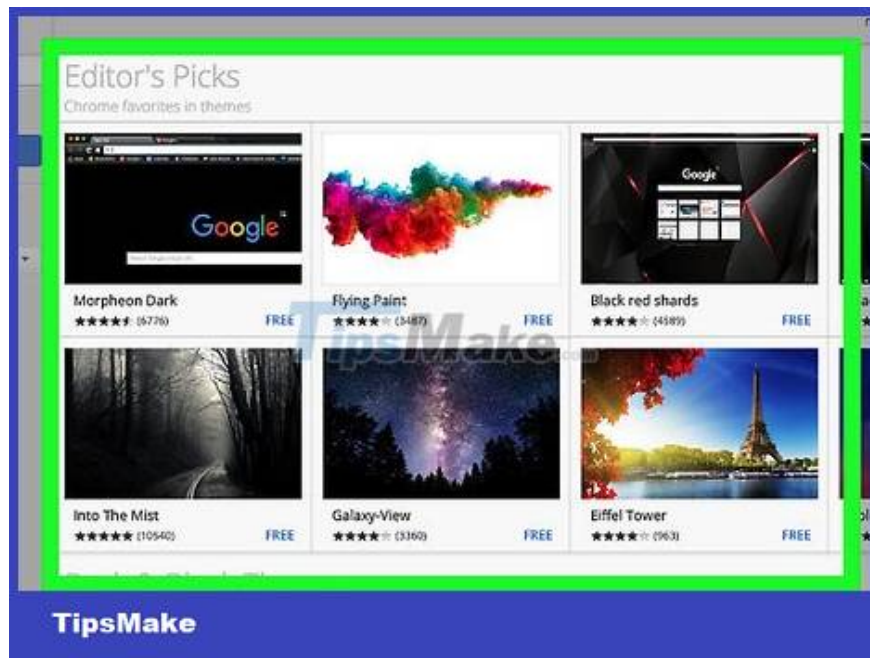 Editor's Picks
Chrome favorites in themes
Google
Google
Morpheon Dark
(6776) FREE
Flying Paint
(3487) FREE
Black red shards
(4589) FREE
TipsMake.com
Into The Mist
(10540) FREE
Galaxy-View
(3360) FREE
Eiffel Tower
(963) FREE
TipsMake